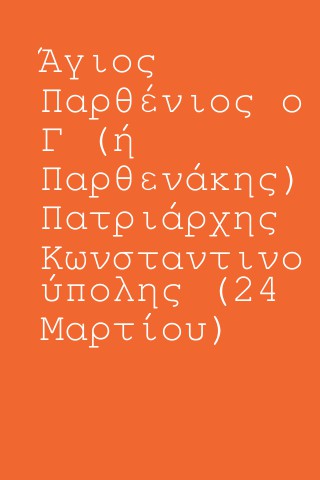 Άγιος
Παρθένιος ο
Γ (ή
Παρθενάκης)
Πατριάρχης
Κωνσταντινο
ύπολης (24
Μαρτίου)